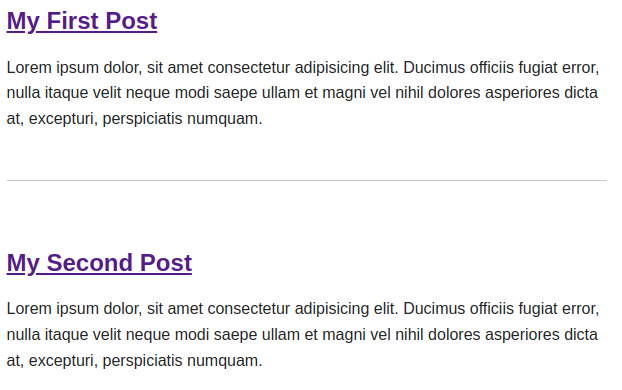 My First Post
Lorem ipsum dolor, sit amet consectetur adipisicing elit. Ducimus officiis fugiat error,
nulla itaque velit neque modi saepe ullam et magni vel nihil dolores asperiores dicta
at, excepturi, perspiciatis numquam.
My Second Post
Lorem ipsum dolor, sit amet consectetur adipisicing elit. Ducimus officiis fugiat error,
nulla itaque velit neque modi saepe ullam et magni vel nihil dolores asperiores dicta
at, excepturi, perspiciatis numquam.